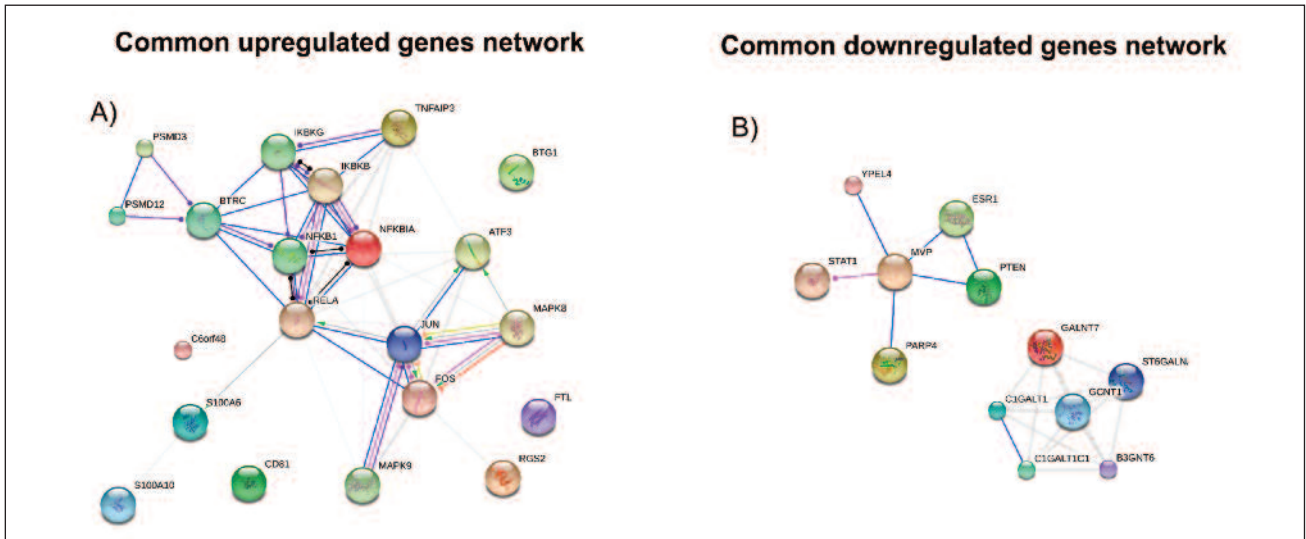 Common upregulated genes network
Common downregulated genes network
A)
TNFAIP3
IKBKG
PSMD3
BTG1
IKBKB
PSMD12
BTRC
NFKB1
NFKBIA
ATF3
RELA
MAPK8
JUN
C6orf48
FOS
S100A6
FTL
CD81
MAPK9
RGS2
S100A10
B)
YPEL4
ESR1
MVP
STAT1
PTEN
PARP4
GALNT7
ST6GALN
C1GALT1
GCNT1
C1GALT1C1
B3GNT6